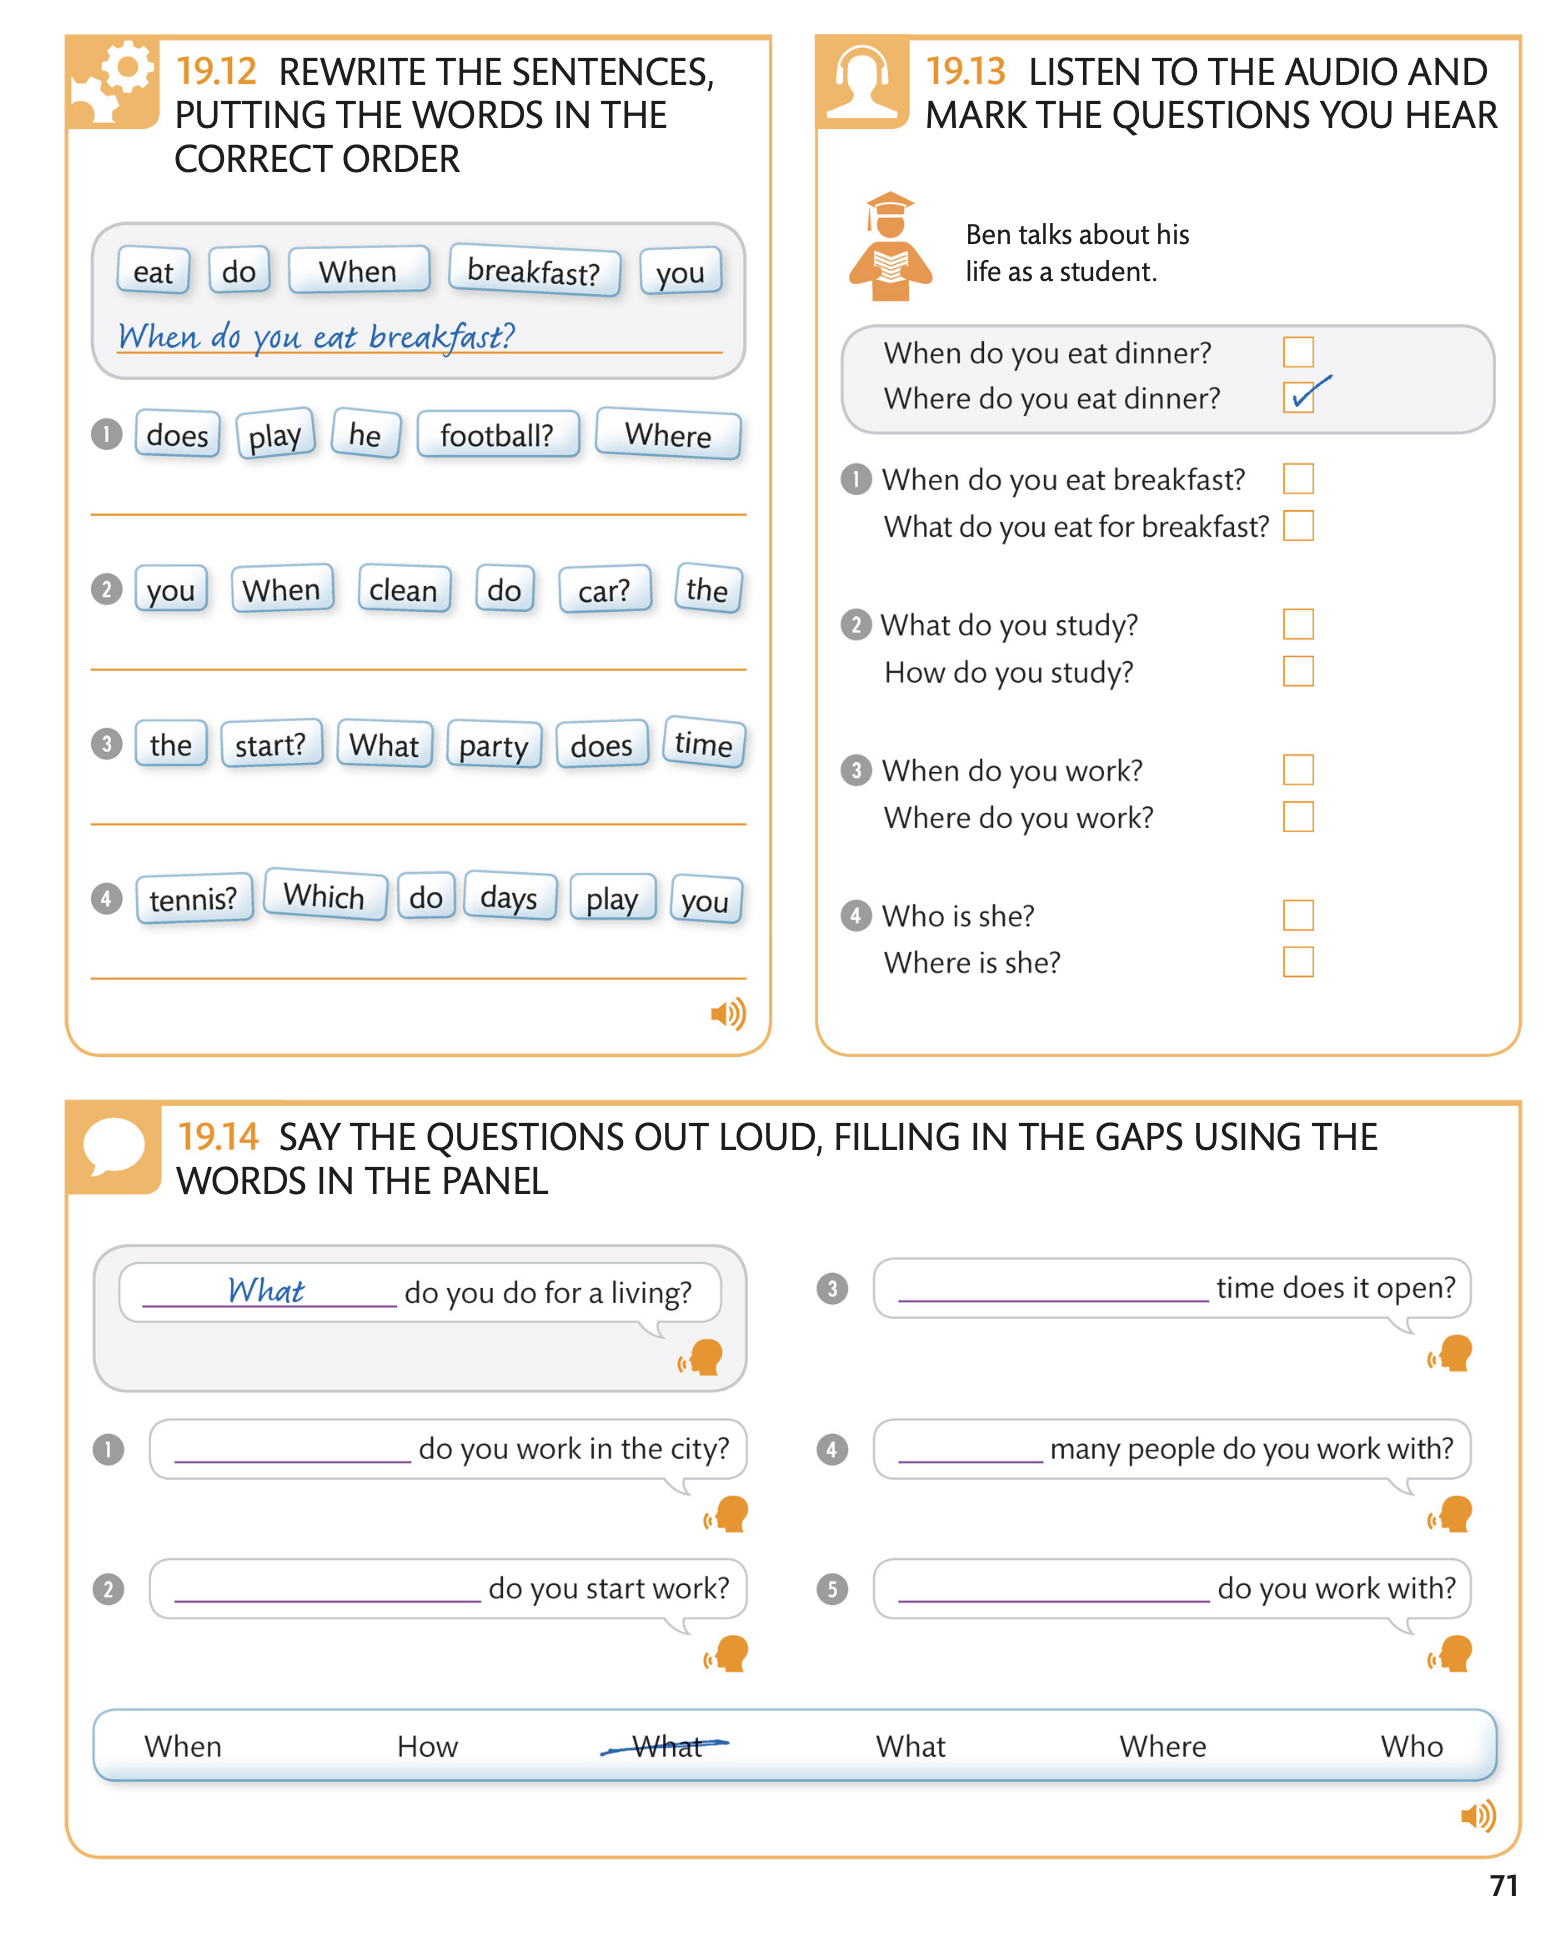 19.12 REWRITE THE SENTENCES,
PUTTING THE WORDS IN THE
CORRECT ORDER
eat do When breakfast? you
When do you eat breakfast?
1 does play he football? Where
2 you When clean do car? the
3 the start? What party does time
4 tennis? Which do days play you
19.13 LISTEN TO THE AUDIO AND
MARK THE QUESTIONS YOU HEAR
Ben talks about his
life as a student.
When do you eat dinner?
Where do you eat dinner?
1 When do you eat breakfast?
What do you eat for breakfast?
2 What do you study?
How do you study?
3 When do you work?
Where do you work?
4 Who is she?
Where is she?
19.14 SAY THE QUESTIONS OUT LOUD, FILLING IN THE GAPS USING THE
WORDS IN THE PANEL
What do you do for a living?
1 do you work in the city?
2 do you start work?
3 time does it open?
4 many people do you work with?
5 do you work with?
When How What What Where Who
71